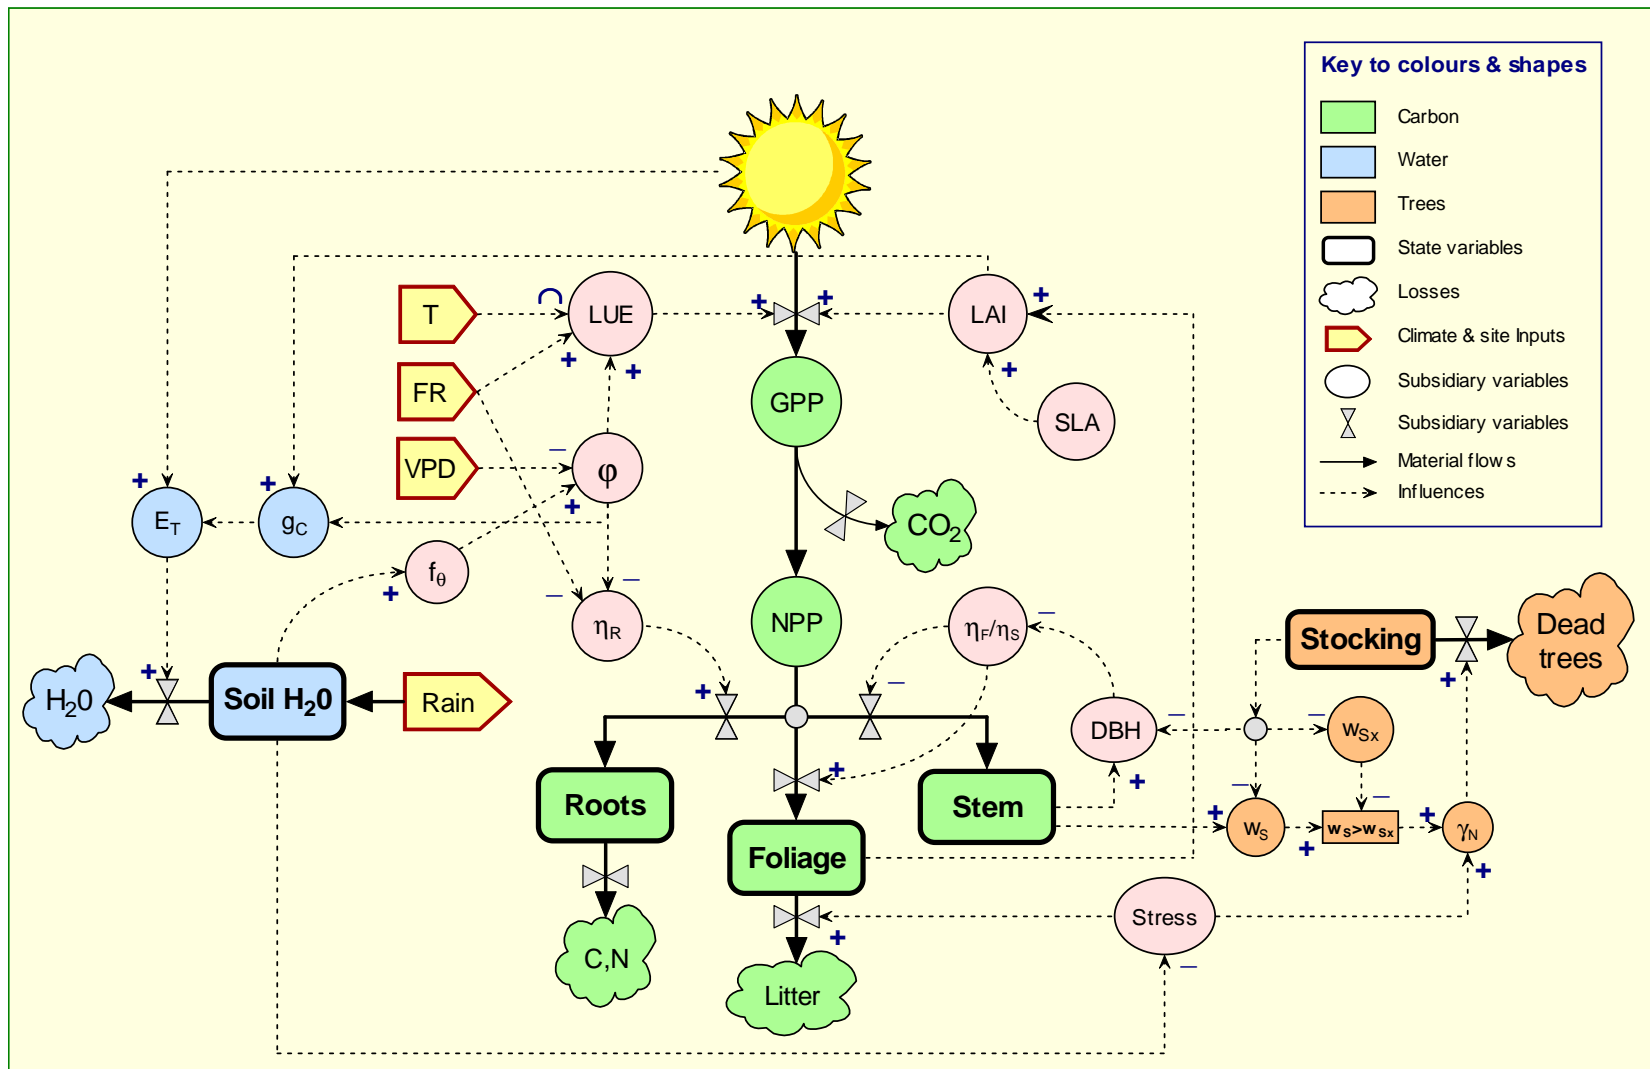 Key to colours & shapes
Carbon
Water
Trees
State variables
Losses
Climate & site Inputs
Subsidiary variables
Subsidiary variables
Material flows
Influences
T
LUE
+
+
LAI
+
+
+
FR
GPP
+
SLA
VPD
−
φ
+
+
+
E_T
g_C
CO₂
f_θ
+
−
−
η_R
NPP
η_F/η_S
−
Stocking
Dead
trees
+
+
H₂0
+
Soil H₂0
Rain
+
−
DBH
−
−
w_Sx
+
+
−
−
Roots
Stem
+
w_S
+
w_S>w_Sx
+
γ_N
Foliage
+
Stress
+
−
C,N
Litter